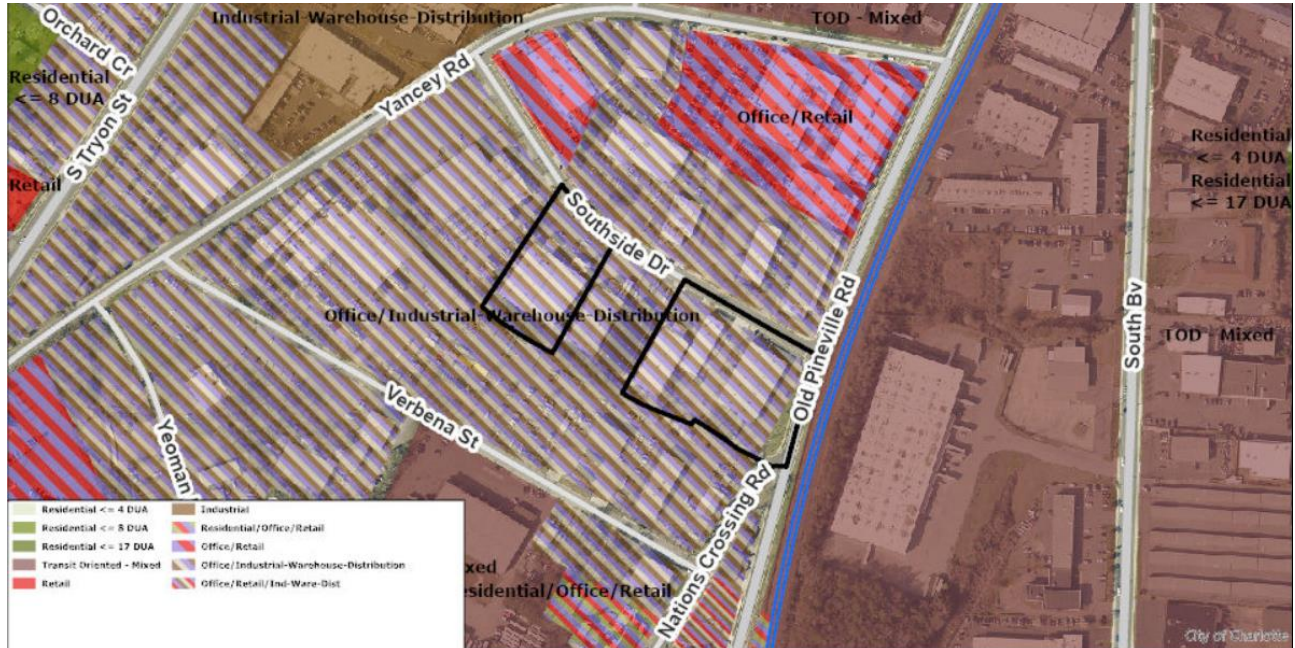 Industrial-Warehouse-Distribution
TOD - Mixed
Orchard Cr
Residential
<= 8 DUA
S Tryon St
Yancey Rd
Office/Retail
Residential
<= 4 DUA
Residential
<= 17 DUA
Retail
Southside Dr
Office/Industrial-Warehouse-Distribution
Old Pineville Rd
South Bv
TOD - Mixed
Verbena St
Yeoman
Nations Crossing Rd
xed
esidential/Office/Retail
Residential <= 4 DUA
Residential <= 8 DUA
Residential <= 17 DUA
Transit Oriented - Mixed
Retail
Industrial
Residential/Office/Retail
Office/Retail
Office/Industrial-Warehouse-Distribution
Office/Retail/Ind-Ware-Dist
City of Charlotte